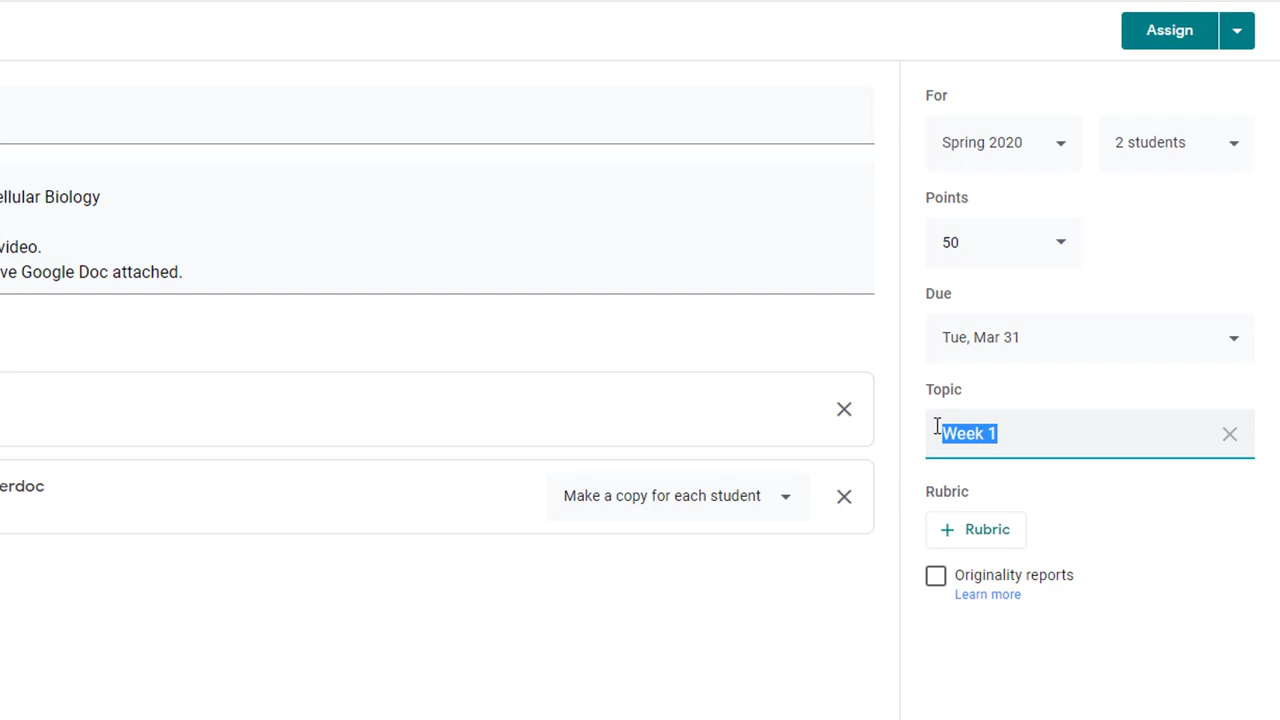 Assign
ellular Biology
video.
ve Google Doc attached.
erdoc
Make a copy for each student
For
Spring 2020
2 students
Points
50
Due
Tue, Mar 31
Topic
Week 1
Rubric
+ Rubric
Originality reports
Learn more